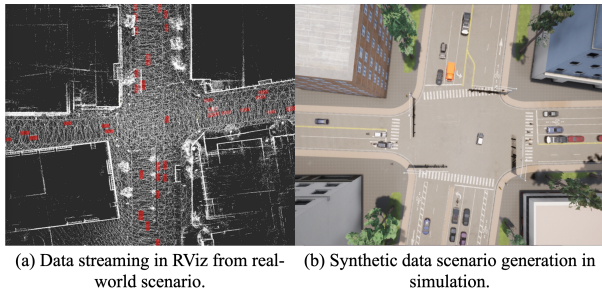 (a) Data streaming in RViz from real-
world scenario.
(b) Synthetic data scenario generation in
simulation.